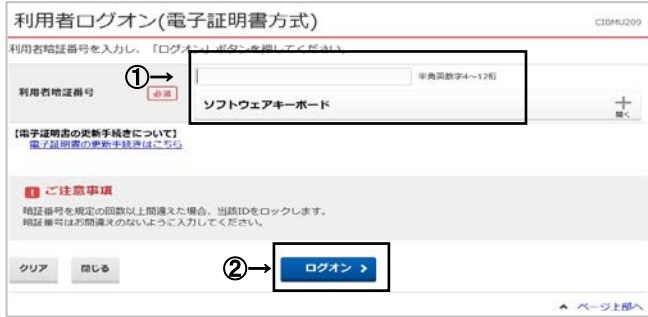 利用者ログオン(電子証明書方式)
CIBMU209
利用者暗証番号を入力し、「ログオン」ボタンを押してください。
①→
半角英数字4〜12桁
利用者暗証番号
必須
ソフトウェアキーボード
開く
【電子証明書の更新手続きについて】
電子証明書の更新手続きはこちら
ご注意事項
暗証番号を規定の回数以上間違えた場合、当該IDをロックします。
暗証番号はお間違えのないように入力してください。
クリア
閉じる
②→
ログオン
ページ上部へ